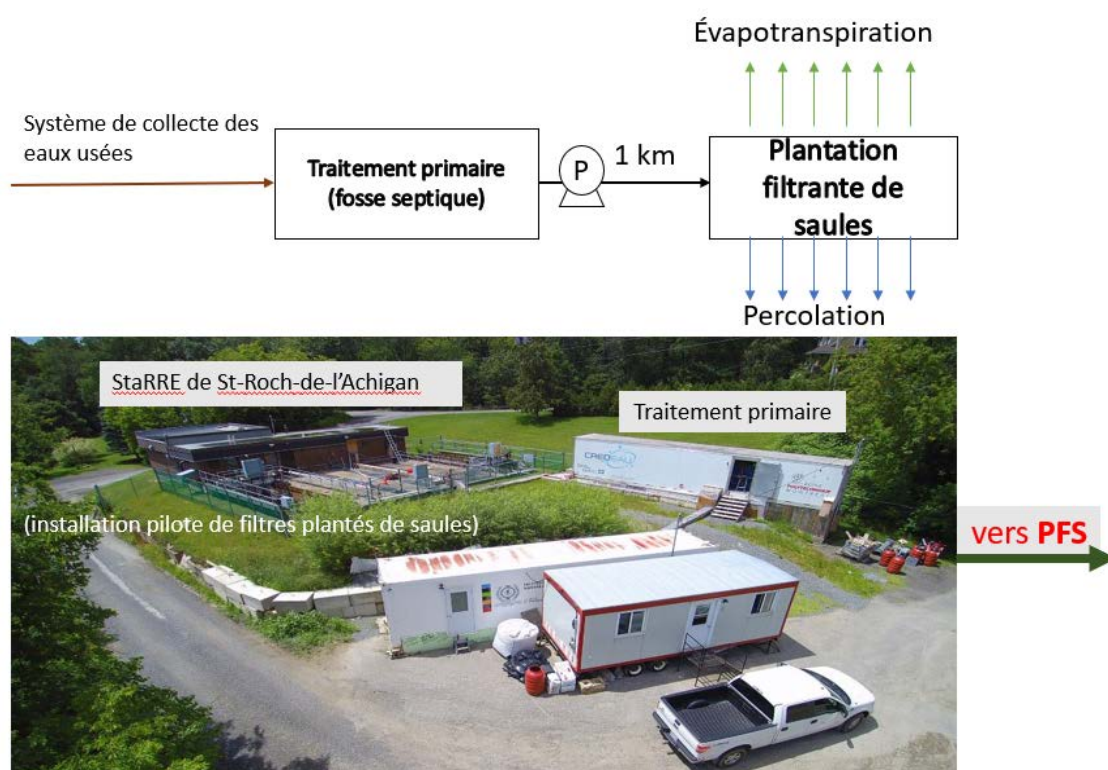 Évapotranspiration
Système de collecte des
eaux usées
Traitement primaire
(fosse septique)
P
1 km
Plantation
filtrante de
saules
Percolation
StaRRE de St-Roch-de-l'Achigan
Traitement primaire
CREDEAU
(installation pilote de filtres plantés de saules)
vers PFS